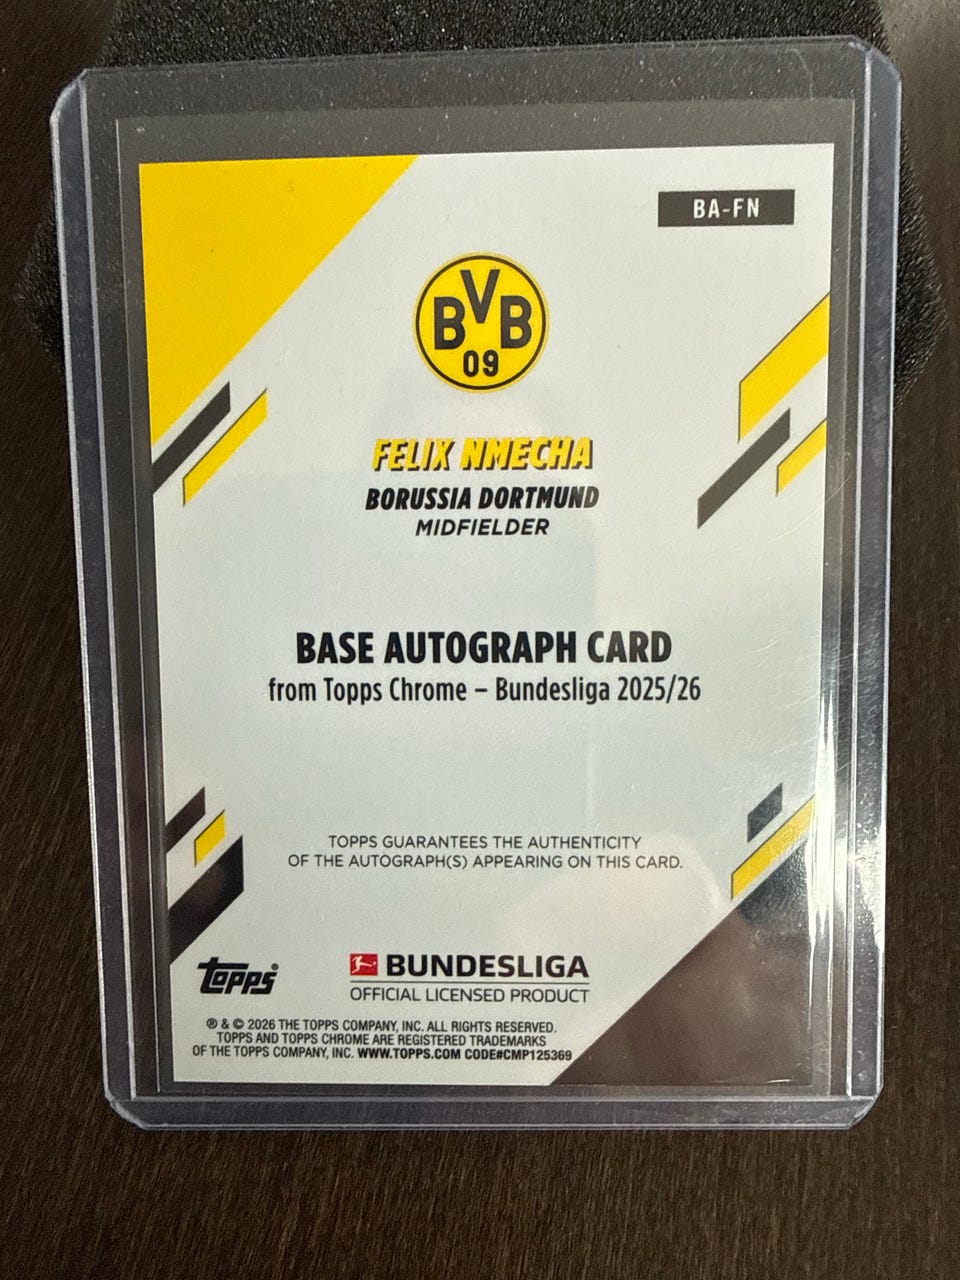 BA-FN
BVB
09
FELIX NMECHA
BORUSSIA DORTMUND
MIDFIELDER
BASE AUTOGRAPH CARD
from Topps Chrome – Bundesliga 2025/26
TOPPS GUARANTEES THE AUTHENTICITY
OF THE AUTOGRAPH(S) APPEARING ON THIS CARD.
topps®
BUNDESLIGA
OFFICIAL LICENSED PRODUCT
® & © 2026 THE TOPPS COMPANY, INC. ALL RIGHTS RESERVED.
TOPPS AND TOPPS CHROME ARE REGISTERED TRADEMARKS
OF THE TOPPS COMPANY, INC. WWW.TOPPS.COM CODE#CMP125369